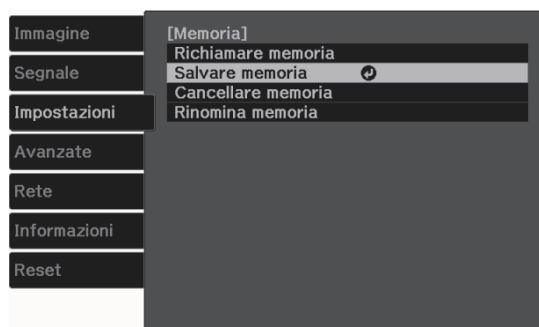 Immagine
Segnale
Impostazioni
Avanzate
Rete
Informazioni
Reset
[Memoria]
Richiamare memoria
Salvare memoria
Cancellare memoria
Rinomina memoria